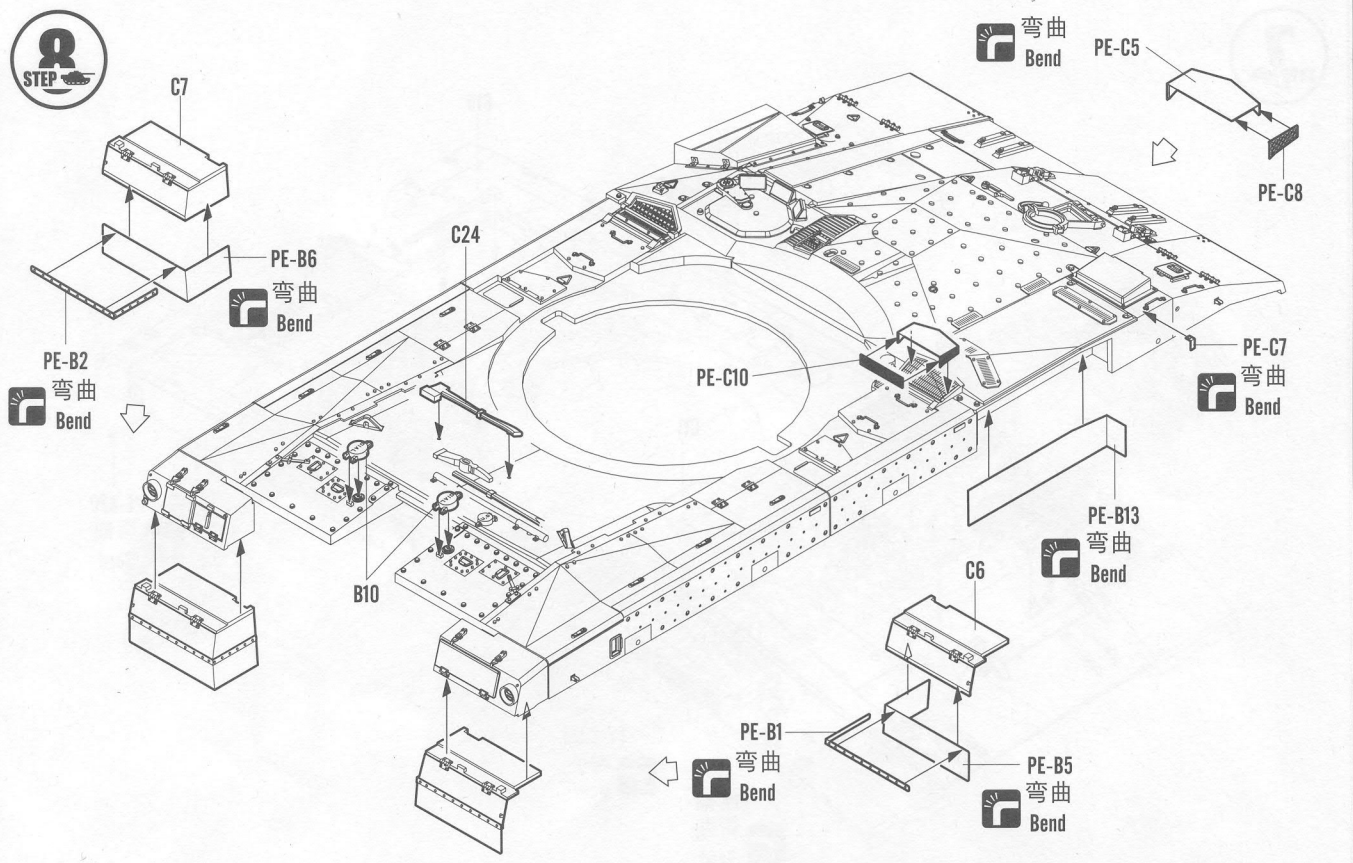 8
STEP
弯曲
Bend
PE-C5
C7
PE-C8
C24
PE-B6
弯曲
Bend
PE-B2
弯曲
Bend
PE-C10
PE-C7
弯曲
Bend
PE-B13
弯曲
Bend
B10
C6
PE-B1
弯曲
Bend
PE-B5
弯曲
Bend